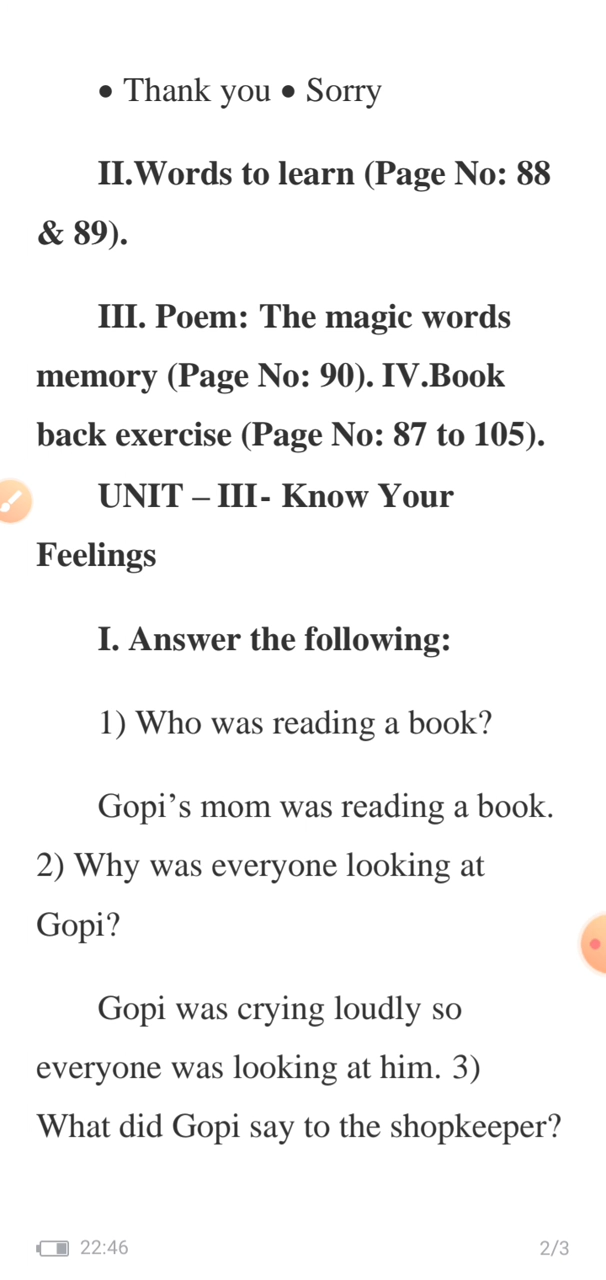 • Thank you • Sorry
II.Words to learn (Page No: 88
& 89).
III. Poem: The magic words
memory (Page No: 90). IV.Book
back exercise (Page No: 87 to 105).
UNIT – III- Know Your
Feelings
I. Answer the following:
1) Who was reading a book?
Gopi’s mom was reading a book.
2) Why was everyone looking at
Gopi?
Gopi was crying loudly so
everyone was looking at him. 3)
What did Gopi say to the shopkeeper?
22:46 2/3